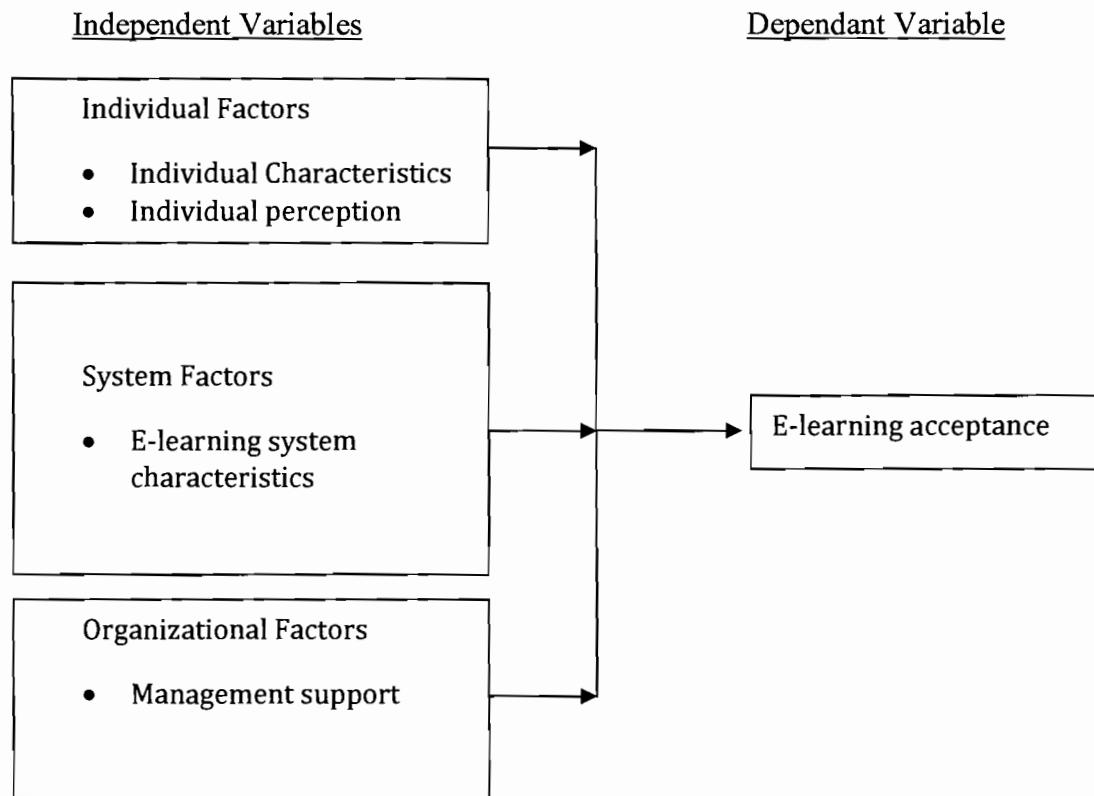 Independent Variables
Dependant Variable
Individual Factors
• Individual Characteristics
• Individual perception
System Factors
• E-learning system
characteristics
E-learning acceptance
Organizational Factors
• Management support